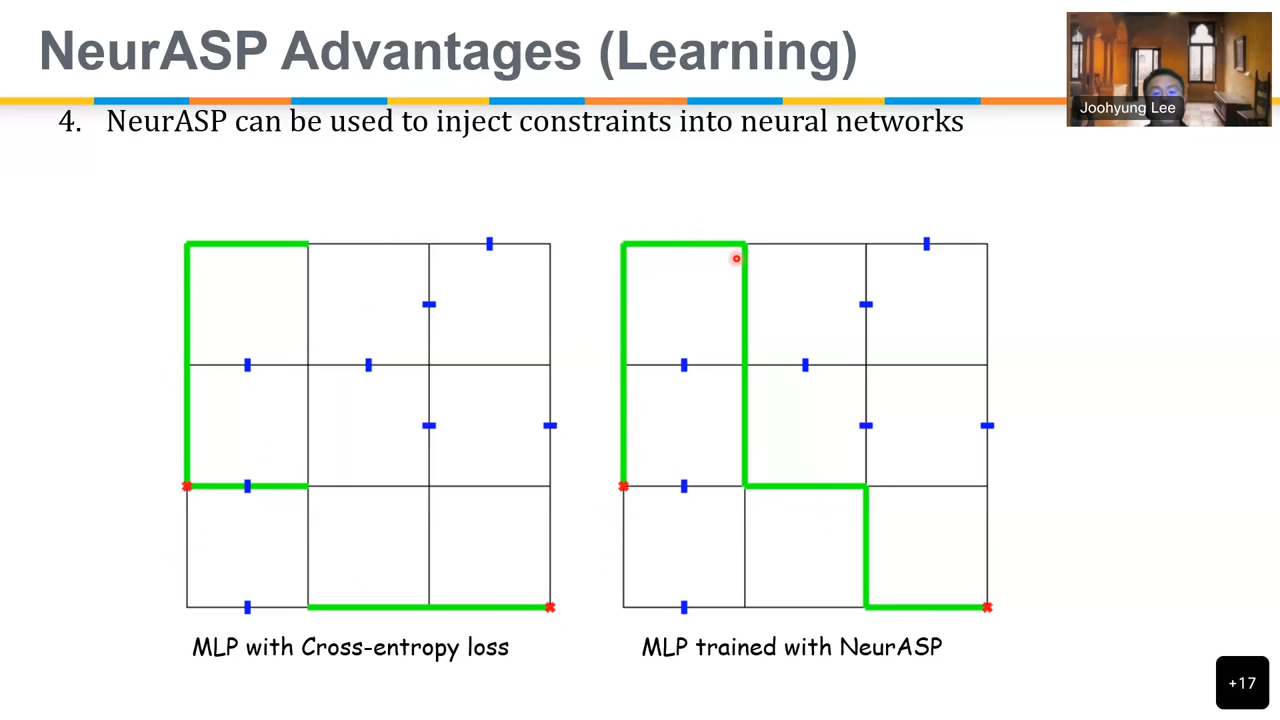 NeurASP Advantages (Learning)
Joohyung Lee
4. NeurASP can be used to inject constraints into neural networks
MLP with Cross-entropy loss
MLP trained with NeurASP
+17